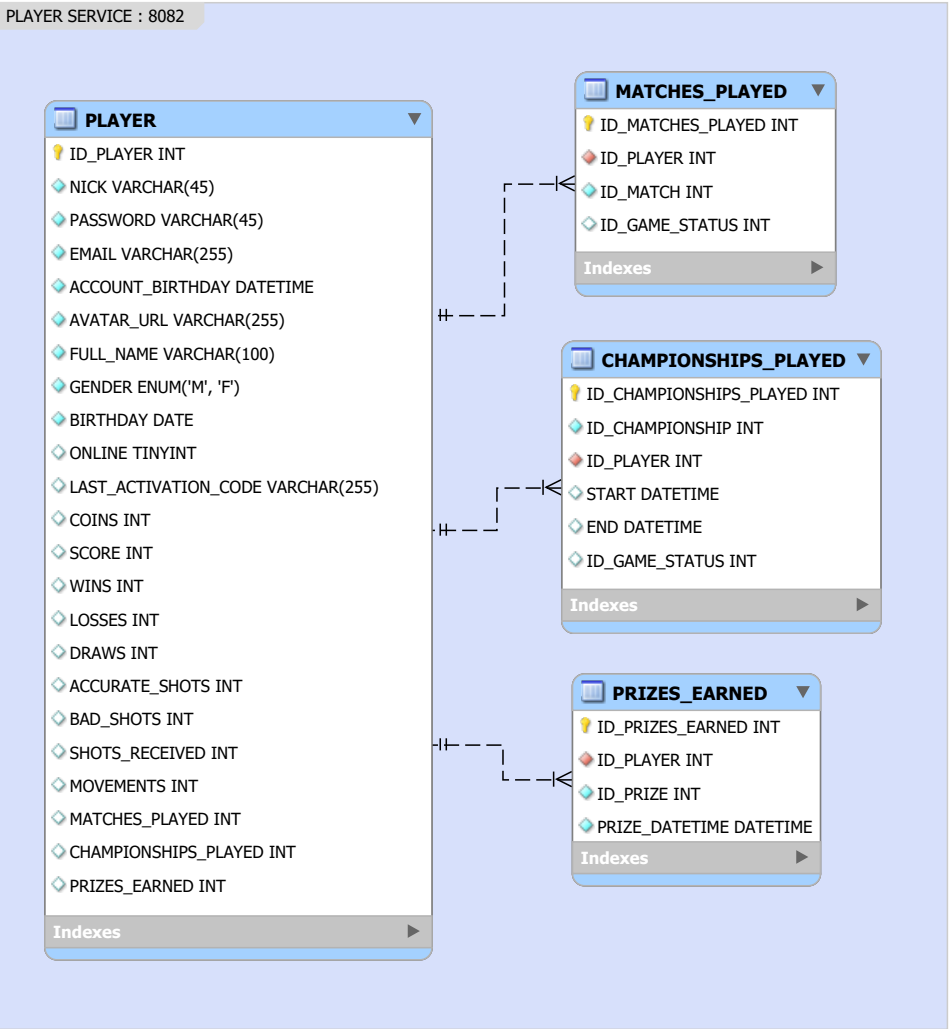 PLAYER SERVICE : 8082
PLAYER
ID_PLAYER INT
NICK VARCHAR(45)
PASSWORD VARCHAR(45)
EMAIL VARCHAR(255)
ACCOUNT_BIRTHDAY DATETIME
AVATAR_URL VARCHAR(255)
FULL_NAME VARCHAR(100)
GENDER ENUM('M', 'F')
BIRTHDAY DATE
ONLINE TINYINT
LAST_ACTIVATION_CODE VARCHAR(255)
COINS INT
SCORE INT
WINS INT
LOSSES INT
DRAWS INT
ACCURATE_SHOTS INT
BAD_SHOTS INT
SHOTS_RECEIVED INT
MOVEMENTS INT
MATCHES_PLAYED INT
CHAMPIONSHIPS_PLAYED INT
PRIZES_EARNED INT
Indexes
MATCHES_PLAYED
ID_MATCHES_PLAYED INT
ID_PLAYER INT
ID_MATCH INT
ID_GAME_STATUS INT
Indexes
CHAMPIONSHIPS_PLAYED
ID_CHAMPIONSHIPS_PLAYED INT
ID_CHAMPIONSHIP INT
ID_PLAYER INT
START DATETIME
END DATETIME
ID_GAME_STATUS INT
Indexes
PRIZES_EARNED
ID_PRIZES_EARNED INT
ID_PLAYER INT
ID_PRIZE INT
PRIZE_DATETIME DATETIME
Indexes